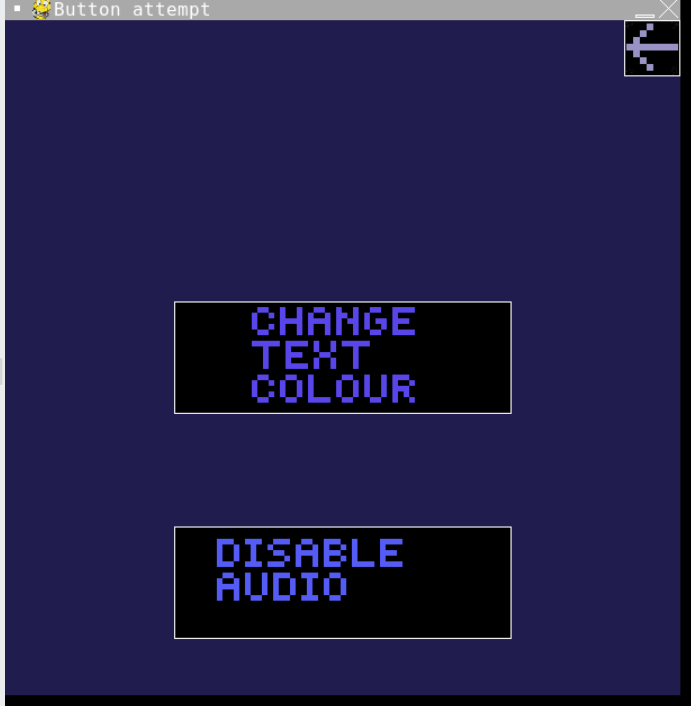 Button attempt
CHANGE
TEXT
COLOUR
DISABLE
AUDIO